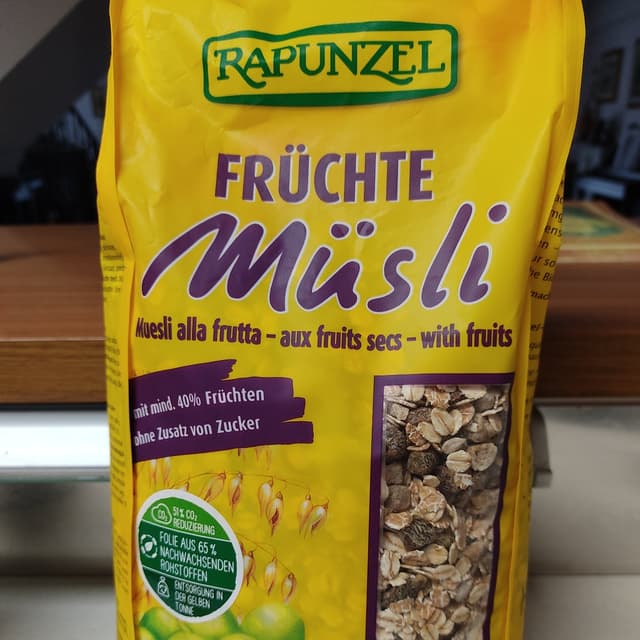 RAPUNZEL
FRÜCHTE
Müsli
Muesli alla frutta – aux fruits secs – with fruits
mit mind. 40% Früchten
ohne Zusatz von Zucker
CO₂
51% CO₂
REDUZIERUNG
FOLIE AUS 65%
NACHWACHSENDEN
ROHSTOFFEN
ENTSORGUNG IN
DER GELBEN
TONNE